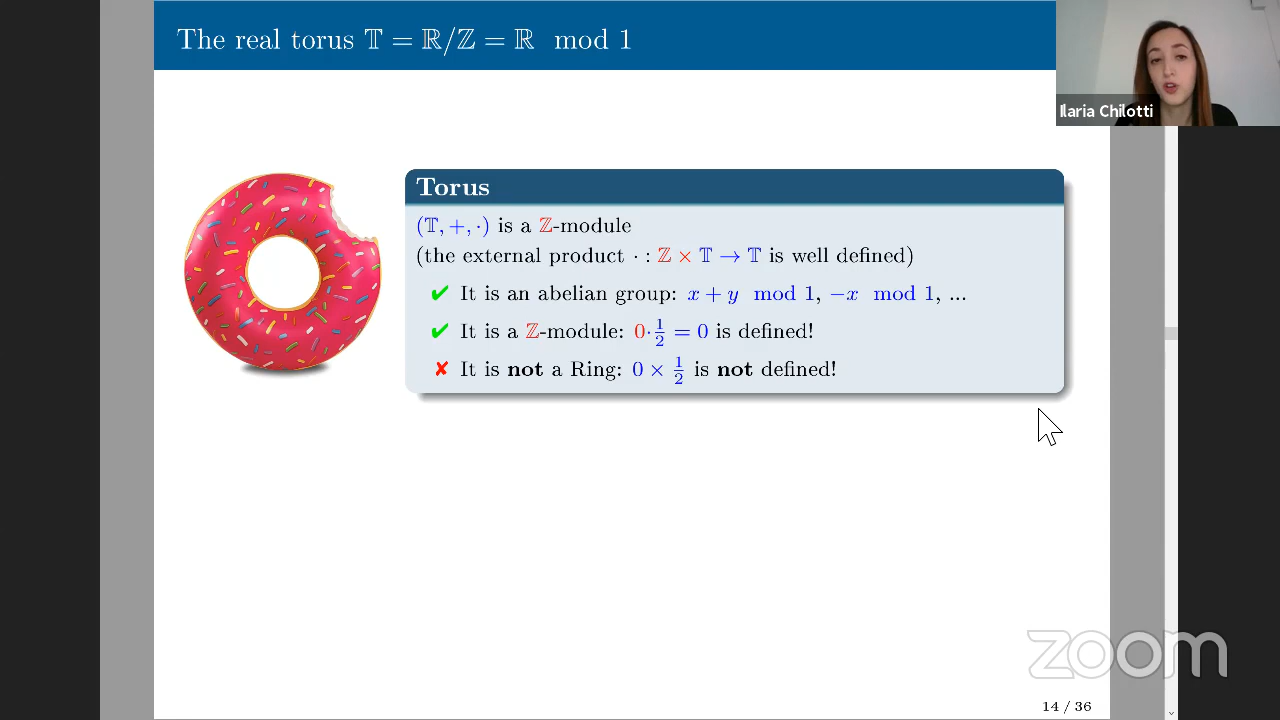 The real torus 𝕋 = ℝ/ℤ = ℝ mod 1
Ilaria Chilotti
Torus
(𝕋, +, ·) is a ℤ-module
(the external product · : ℤ × 𝕋 → 𝕋 is well defined)
✔ It is an abelian group: x + y mod 1, −x mod 1, ...
✔ It is a ℤ-module: 0·1/2 = 0 is defined!
✘ It is not a Ring: 0 × 1/2 is not defined!
zoom
14 / 36